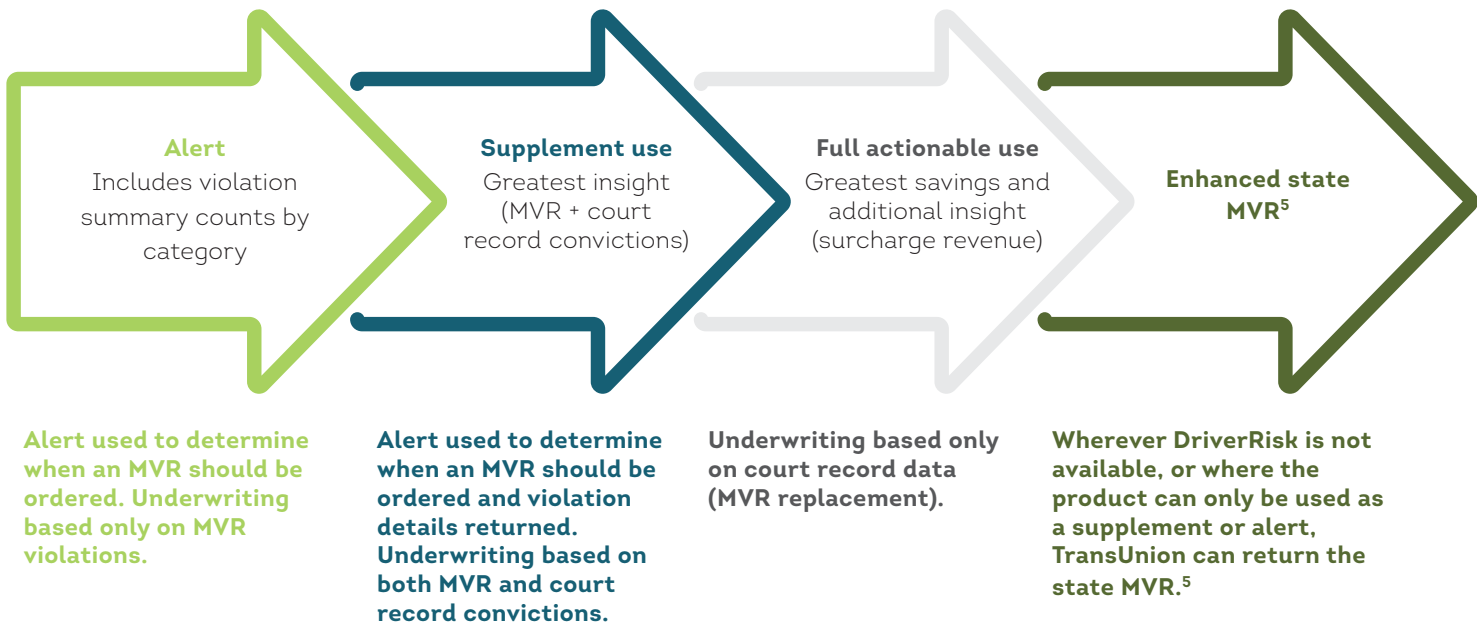 Alert
Includes violation
summary counts by
category
Supplement use
Greatest insight
(MVR + court
record convictions)
Full actionable use
Greatest savings and
additional insight
(surcharge revenue)
Enhanced state
MVR⁵
Alert used to determine
when an MVR should be
ordered. Underwriting
based only on MVR
violations.
Alert used to determine
when an MVR should be
ordered and violation
details returned.
Underwriting based on
both MVR and court
record convictions.
Underwriting based only
on court record data
(MVR replacement).
Wherever DriverRisk is not
available, or where the
product can only be used as
a supplement or alert,
TransUnion can return the
state MVR.⁵